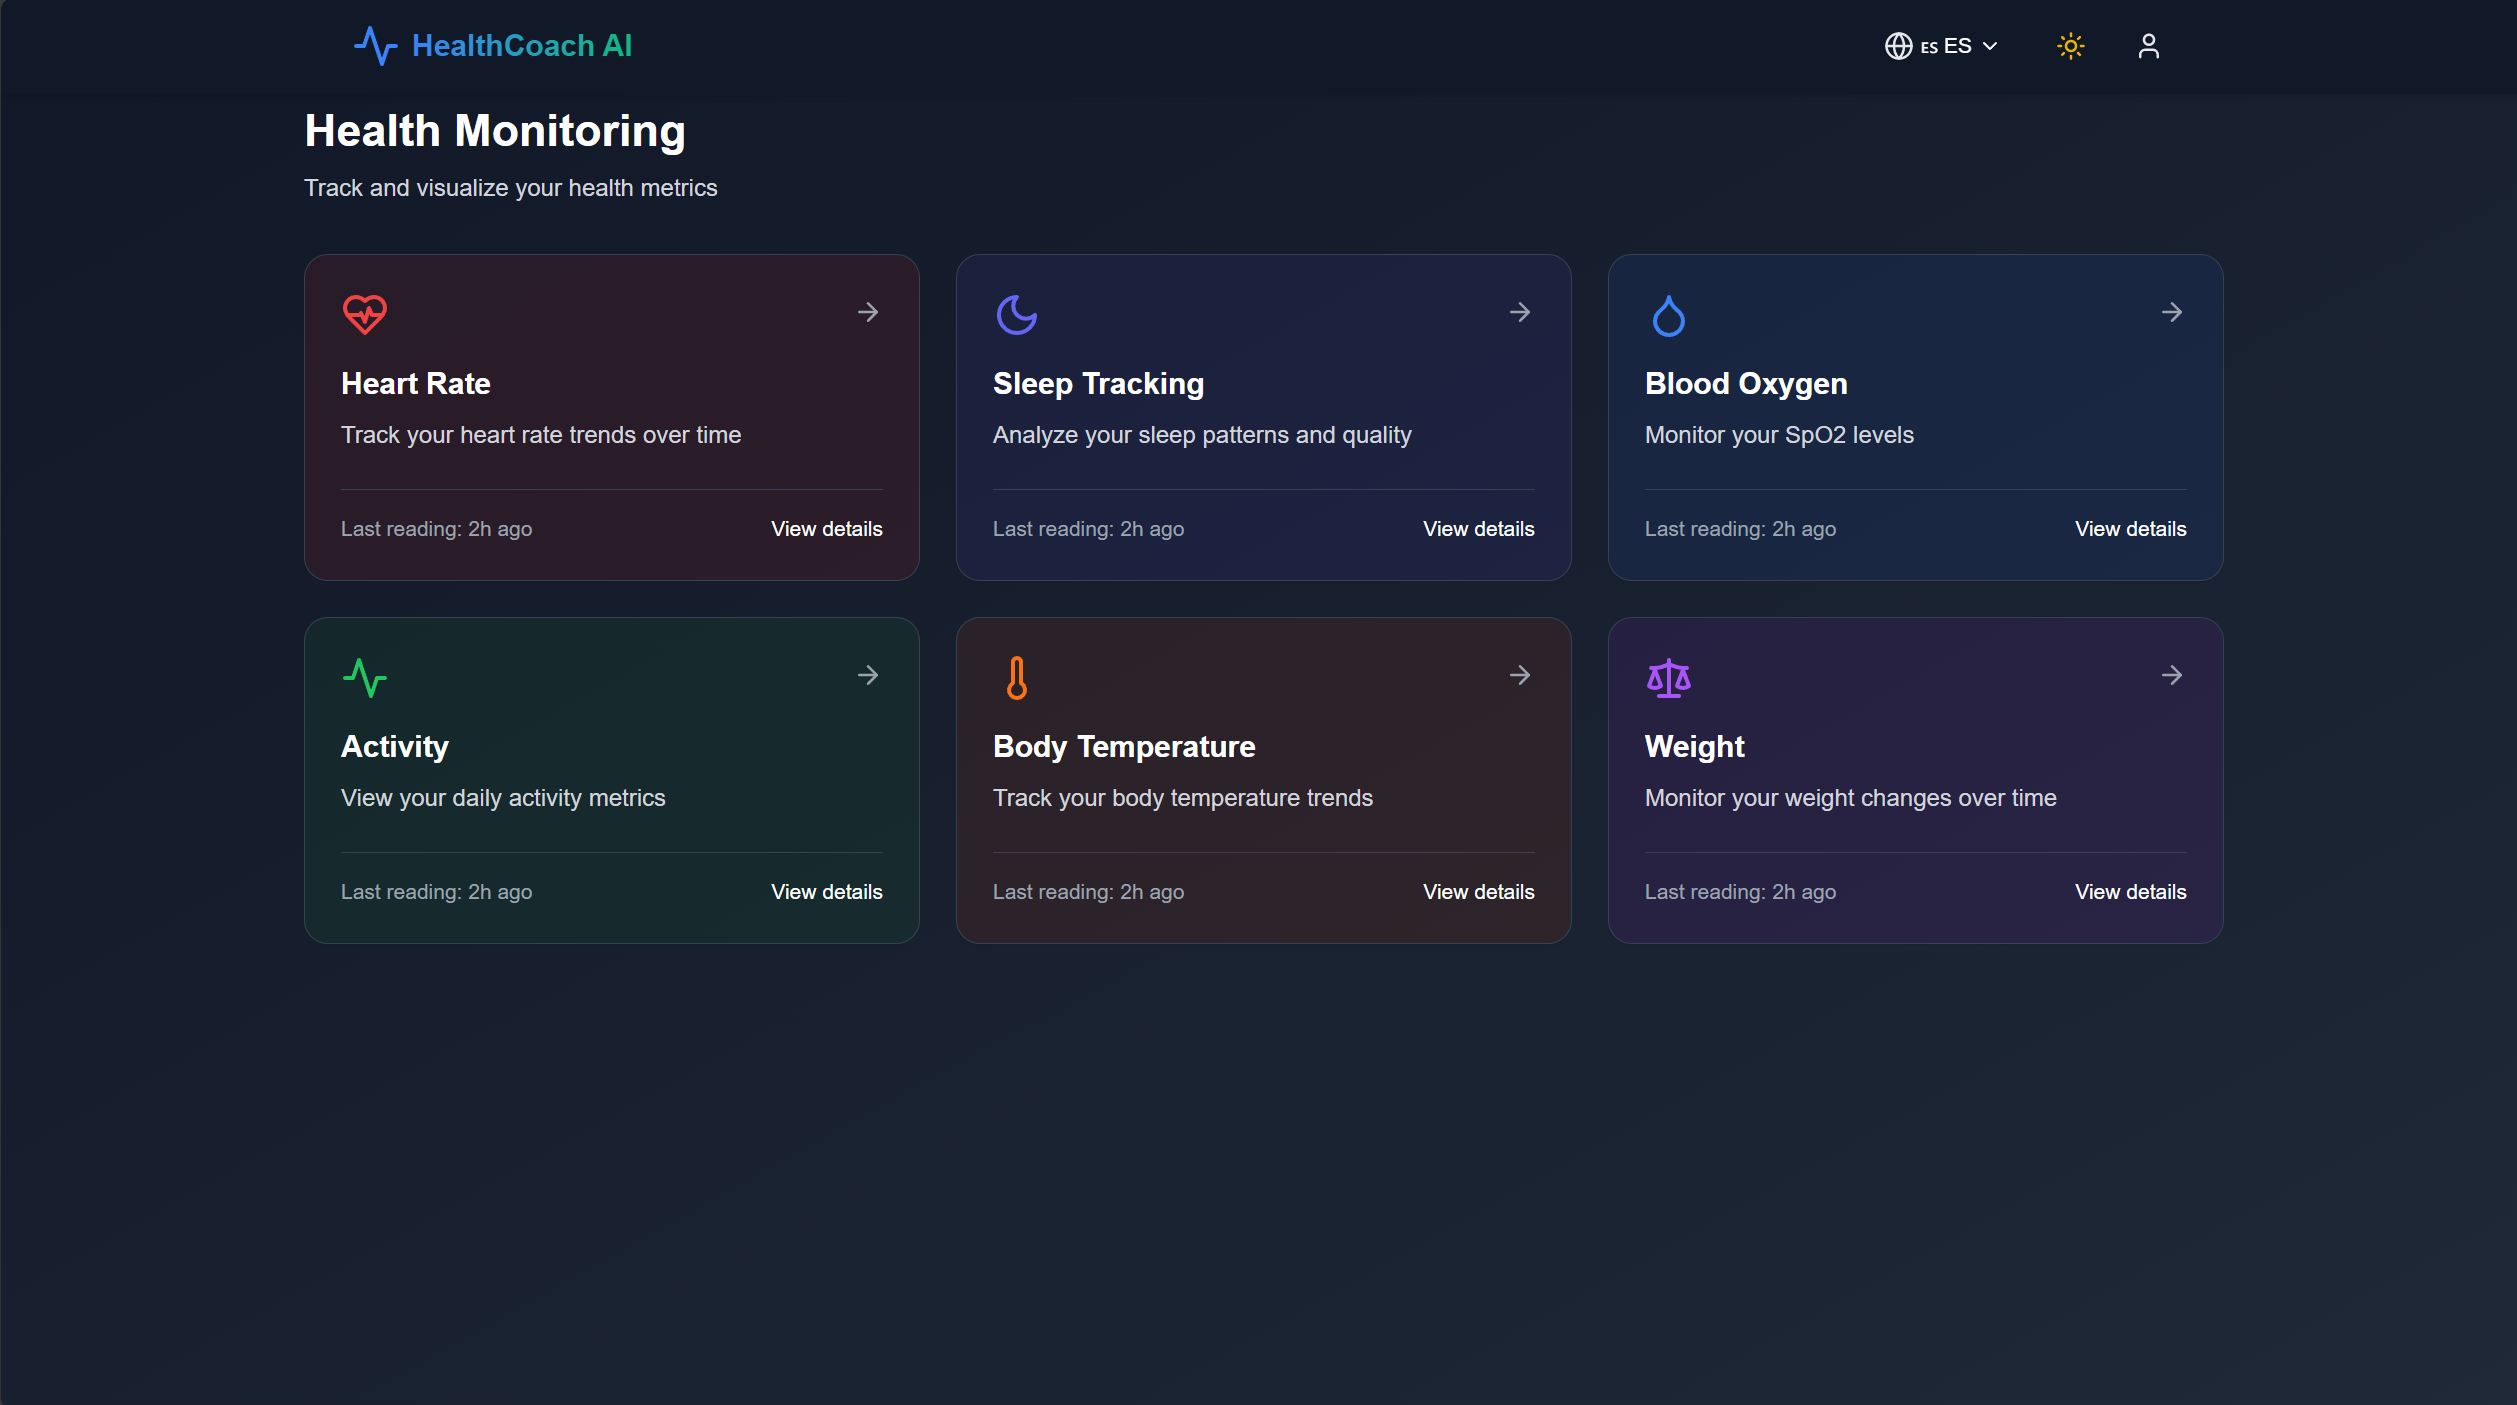 HealthCoach AI
ES ES
Health Monitoring
Track and visualize your health metrics
Heart Rate
Track your heart rate trends over time
Last reading: 2h ago
View details
Sleep Tracking
Analyze your sleep patterns and quality
Last reading: 2h ago
View details
Blood Oxygen
Monitor your SpO2 levels
Last reading: 2h ago
View details
Activity
View your daily activity metrics
Last reading: 2h ago
View details
Body Temperature
Track your body temperature trends
Last reading: 2h ago
View details
Weight
Monitor your weight changes over time
Last reading: 2h ago
View details